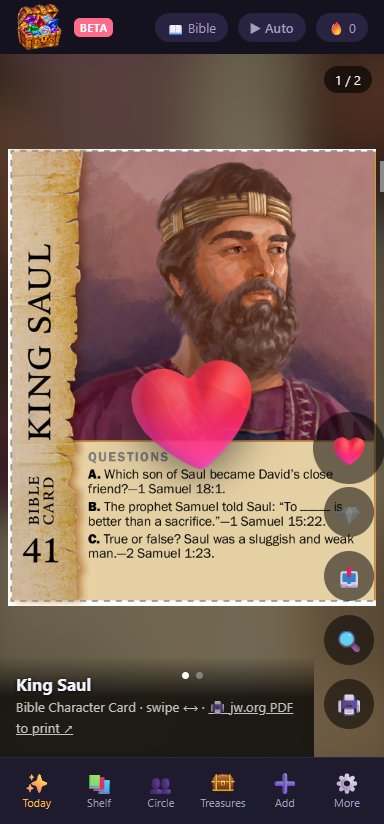 BETA
Bible
Auto
0
1 / 2
KING SAUL
BIBLE
CARD
41
QUESTIONS
A. Which son of Saul became David's close
friend?—1 Samuel 18:1.
B. The prophet Samuel told Saul: “To _____ is
better than a sacrifice.”—1 Samuel 15:22.
C. True or false? Saul was a sluggish and weak
man.—2 Samuel 1:23.
King Saul
Bible Character Card · swipe ↔ · jw.org PDF
to print ↗
Today
Shelf
Circle
Treasures
Add
More